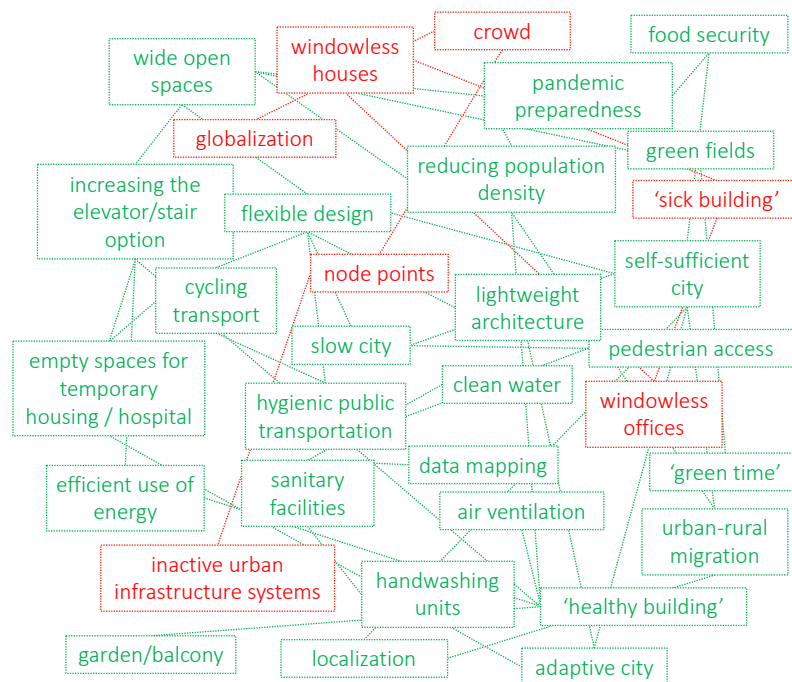 crowd
food security
windowless
houses
wide open
spaces
pandemic
preparedness
globalization
green fields
reducing population
density
increasing the
elevator/stair
option
'sick building'
flexible design
node points
self-sufficient
city
cycling
transport
lightweight
architecture
slow city
pedestrian access
empty spaces for
temporary
housing / hospital
clean water
hygienic public
transportation
windowless
offices
data mapping
'green time'
efficient use of
energy
sanitary
facilities
air ventilation
urban-rural
migration
inactive urban
infrastructure systems
handwashing
units
'healthy building'
garden/balcony
localization
adaptive city